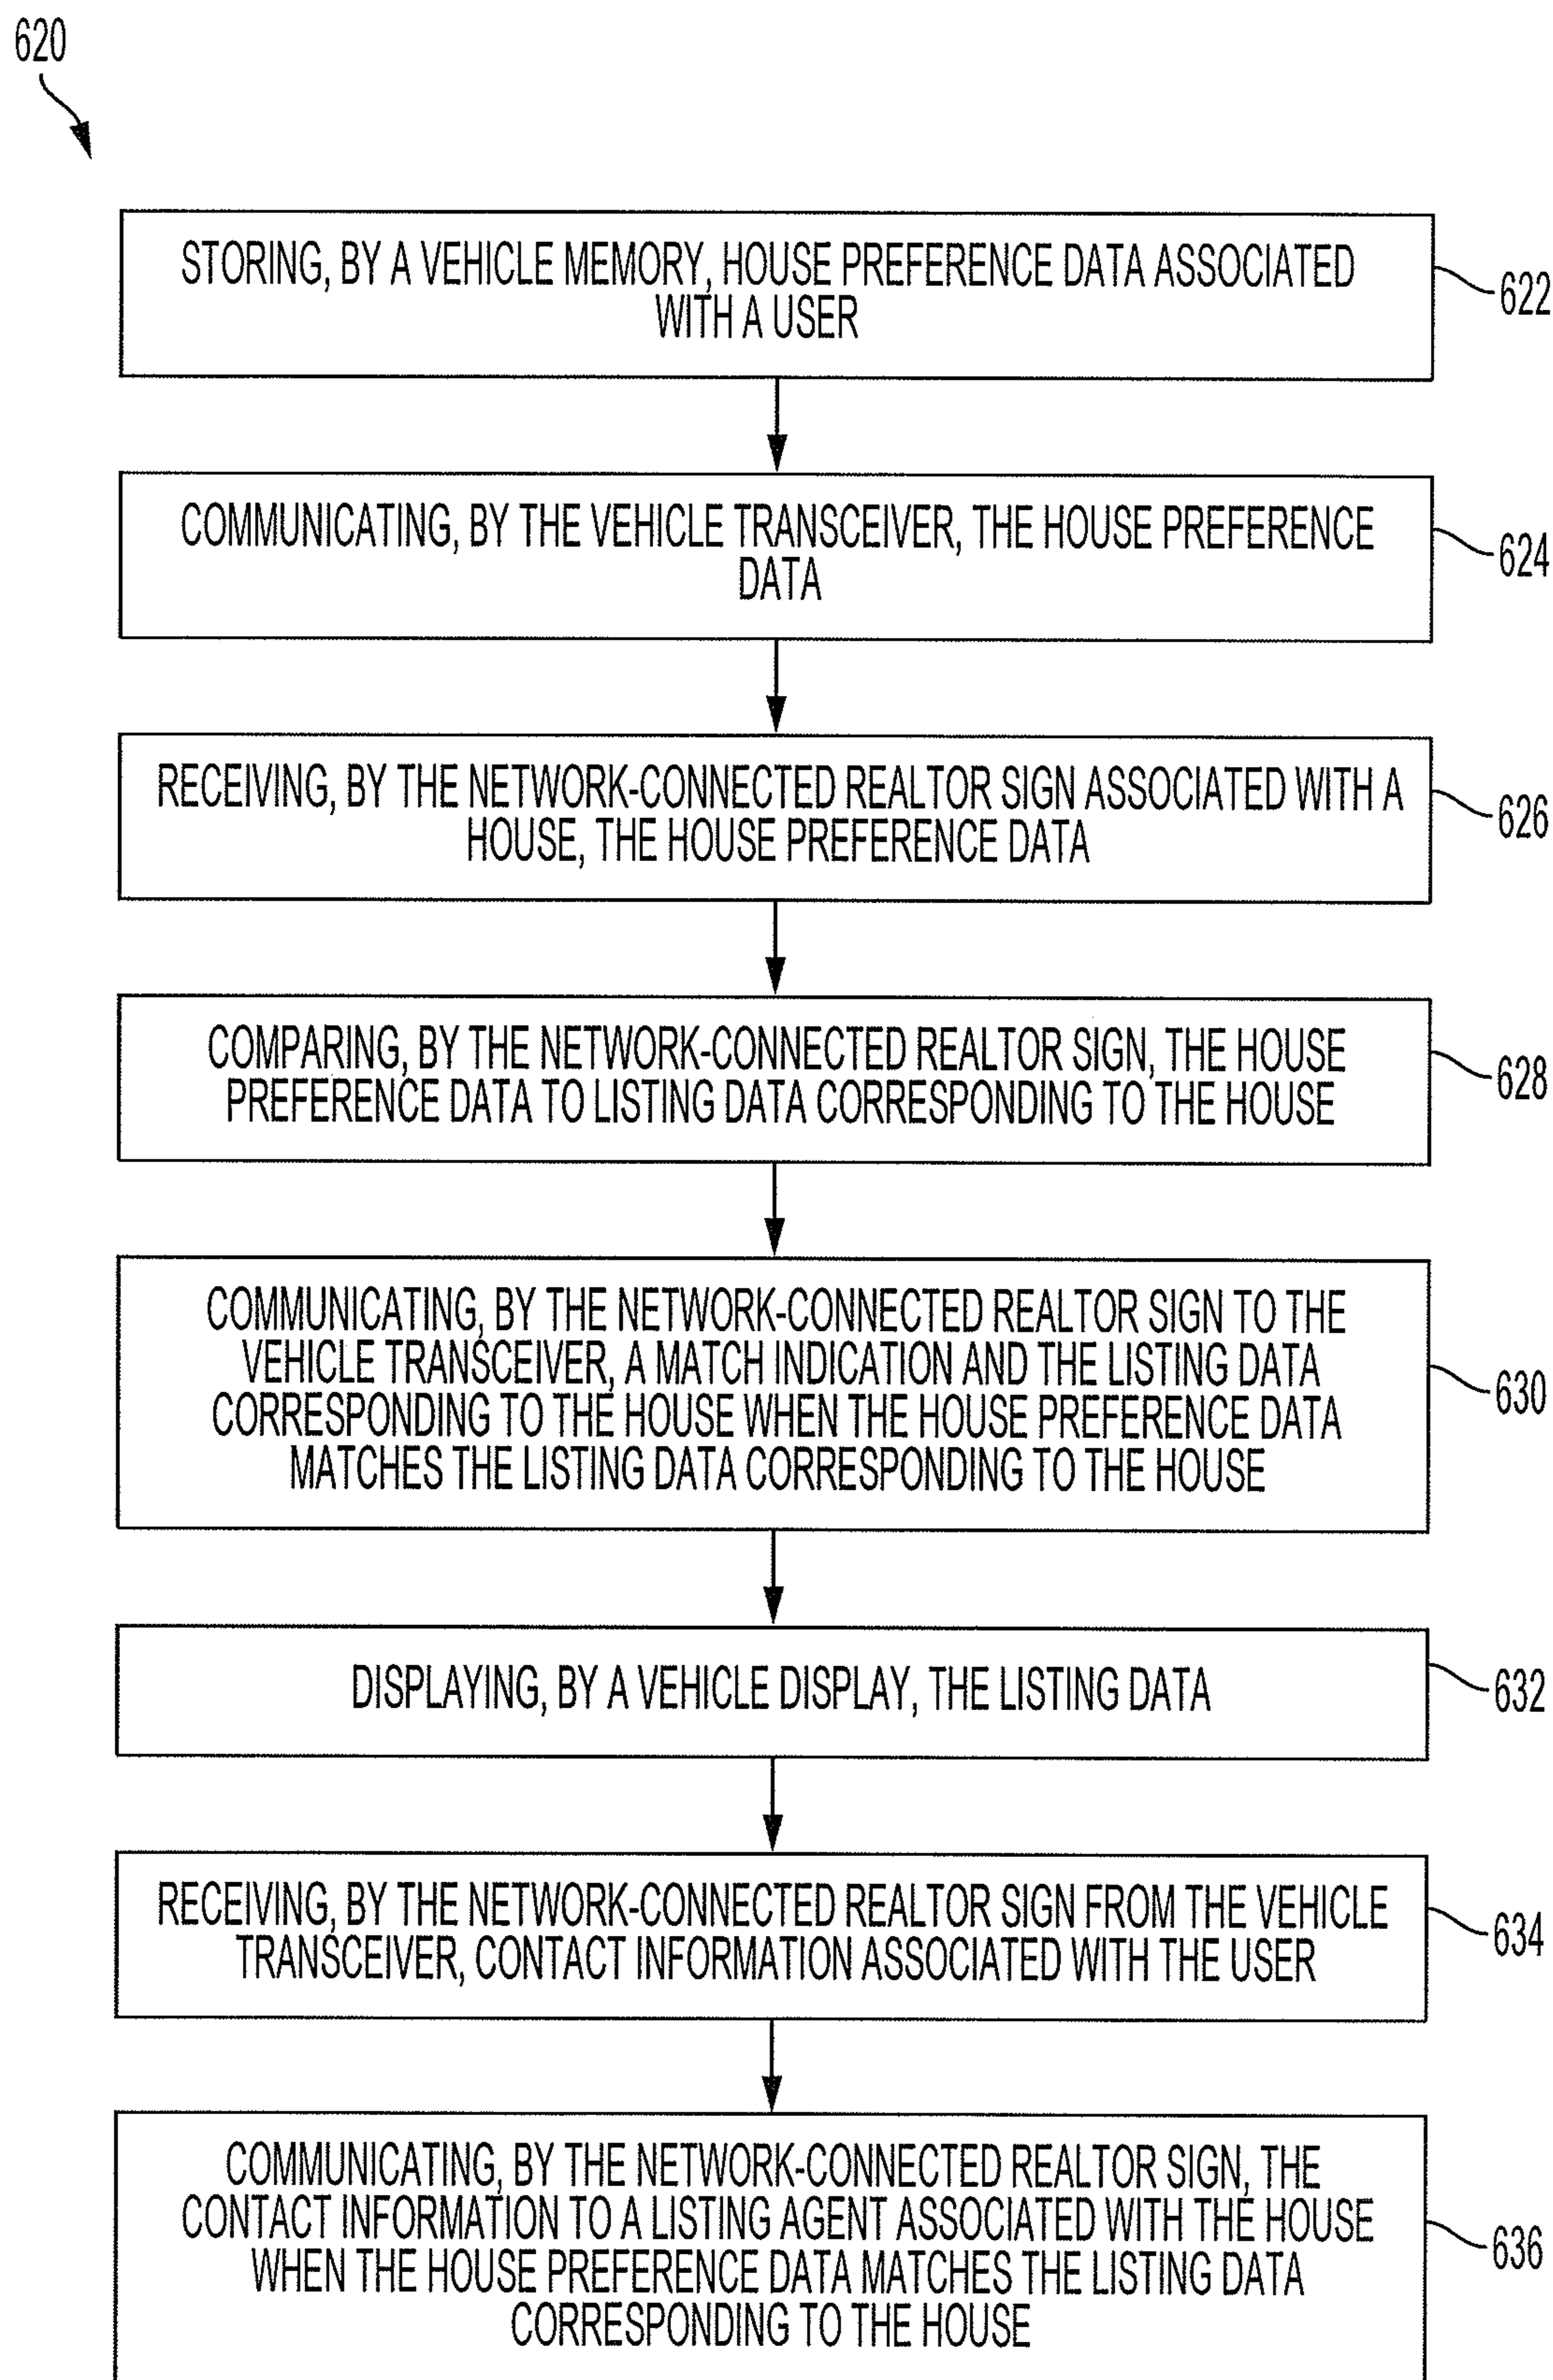 620
STORING, BY A VEHICLE MEMORY, HOUSE PREFERENCE DATA ASSOCIATED
WITH A USER
622
COMMUNICATING, BY THE VEHICLE TRANSCEIVER, THE HOUSE PREFERENCE
DATA
624
RECEIVING, BY THE NETWORK-CONNECTED REALTOR SIGN ASSOCIATED WITH A
HOUSE, THE HOUSE PREFERENCE DATA
626
COMPARING, BY THE NETWORK-CONNECTED REALTOR SIGN, THE HOUSE
PREFERENCE DATA TO LISTING DATA CORRESPONDING TO THE HOUSE
628
COMMUNICATING, BY THE NETWORK-CONNECTED REALTOR SIGN TO THE
VEHICLE TRANSCEIVER, A MATCH INDICATION AND THE LISTING DATA
CORRESPONDING TO THE HOUSE WHEN THE HOUSE PREFERENCE DATA
MATCHES THE LISTING DATA CORRESPONDING TO THE HOUSE
630
DISPLAYING, BY A VEHICLE DISPLAY, THE LISTING DATA
632
RECEIVING, BY THE NETWORK-CONNECTED REALTOR SIGN FROM THE VEHICLE
TRANSCEIVER, CONTACT INFORMATION ASSOCIATED WITH THE USER
634
COMMUNICATING, BY THE NETWORK-CONNECTED REALTOR SIGN, THE
CONTACT INFORMATION TO A LISTING AGENT ASSOCIATED WITH THE HOUSE
WHEN THE HOUSE PREFERENCE DATA MATCHES THE LISTING DATA
CORRESPONDING TO THE HOUSE
636